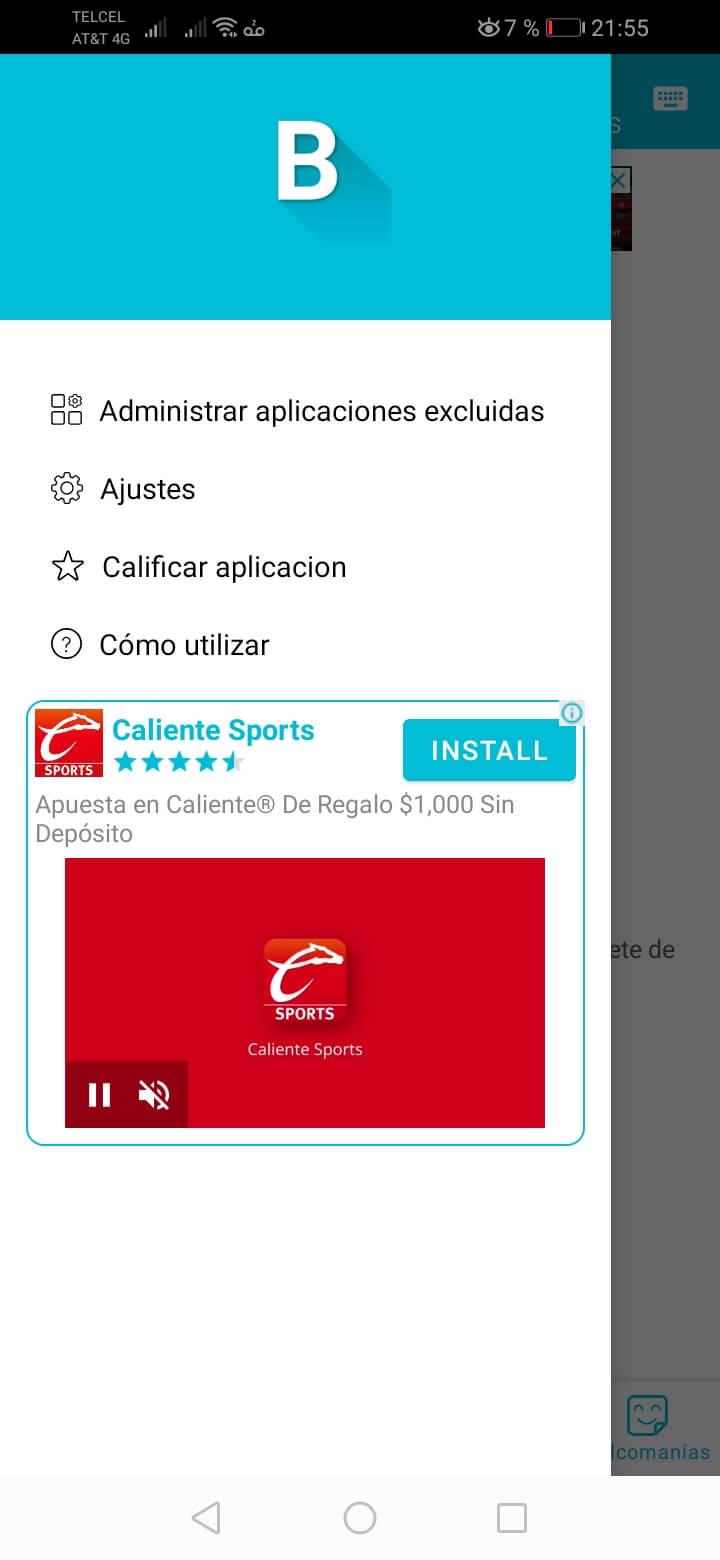 TELCEL
AT&T 4G
7 %
21:55
B
s
NT
Administrar aplicaciones excluidas
Ajustes
Calificar aplicacion
Cómo utilizar
Caliente Sports
SPORTS
INSTALL
Apuesta en Caliente® De Regalo $1,000 Sin
Depósito
SPORTS
Caliente Sports
ete de
lcomanías